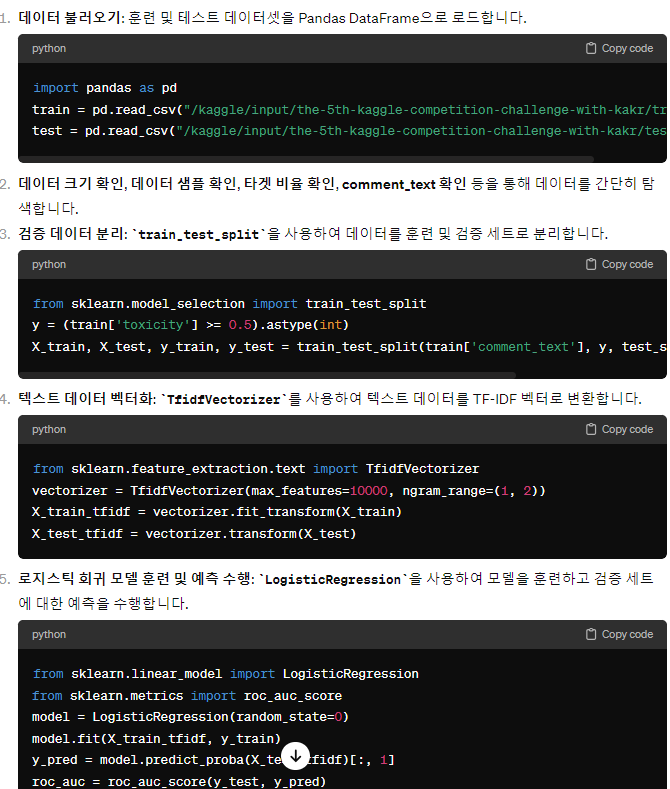 1. 데이터 불러오기: 훈련 및 테스트 데이터셋을 Pandas DataFrame으로 로드합니다.
python Copy code
import pandas as pd
train = pd.read_csv("/kaggle/input/the-5th-kaggle-competition-challenge-with-kakr/tr
test = pd.read_csv("/kaggle/input/the-5th-kaggle-competition-challenge-with-kakr/tes
2. 데이터 크기 확인, 데이터 샘플 확인, 타겟 비율 확인, comment_text 확인 등을 통해 데이터를 간단히 탐
색합니다.
3. 검증 데이터 분리: `train_test_split`을 사용하여 데이터를 훈련 및 검증 세트로 분리합니다.
python Copy code
from sklearn.model_selection import train_test_split
y = (train['toxicity'] >= 0.5).astype(int)
X_train, X_test, y_train, y_test = train_test_split(train['comment_text'], y, test_s
4. 텍스트 데이터 벡터화: `TfidfVectorizer`를 사용하여 텍스트 데이터를 TF-IDF 벡터로 변환합니다.
python Copy code
from sklearn.feature_extraction.text import TfidfVectorizer
vectorizer = TfidfVectorizer(max_features=10000, ngram_range=(1, 2))
X_train_tfidf = vectorizer.fit_transform(X_train)
X_test_tfidf = vectorizer.transform(X_test)
5. 로지스틱 회귀 모델 훈련 및 예측 수행: `LogisticRegression`을 사용하여 모델을 훈련하고 검증 세트
에 대한 예측을 수행합니다.
python Copy code
from sklearn.linear_model import LogisticRegression
from sklearn.metrics import roc_auc_score
model = LogisticRegression(random_state=0)
model.fit(X_train_tfidf, y_train)
y_pred = model.predict_proba(X_te tfidf)[:, 1]
roc_auc = roc_auc_score(y_test, y_pred)